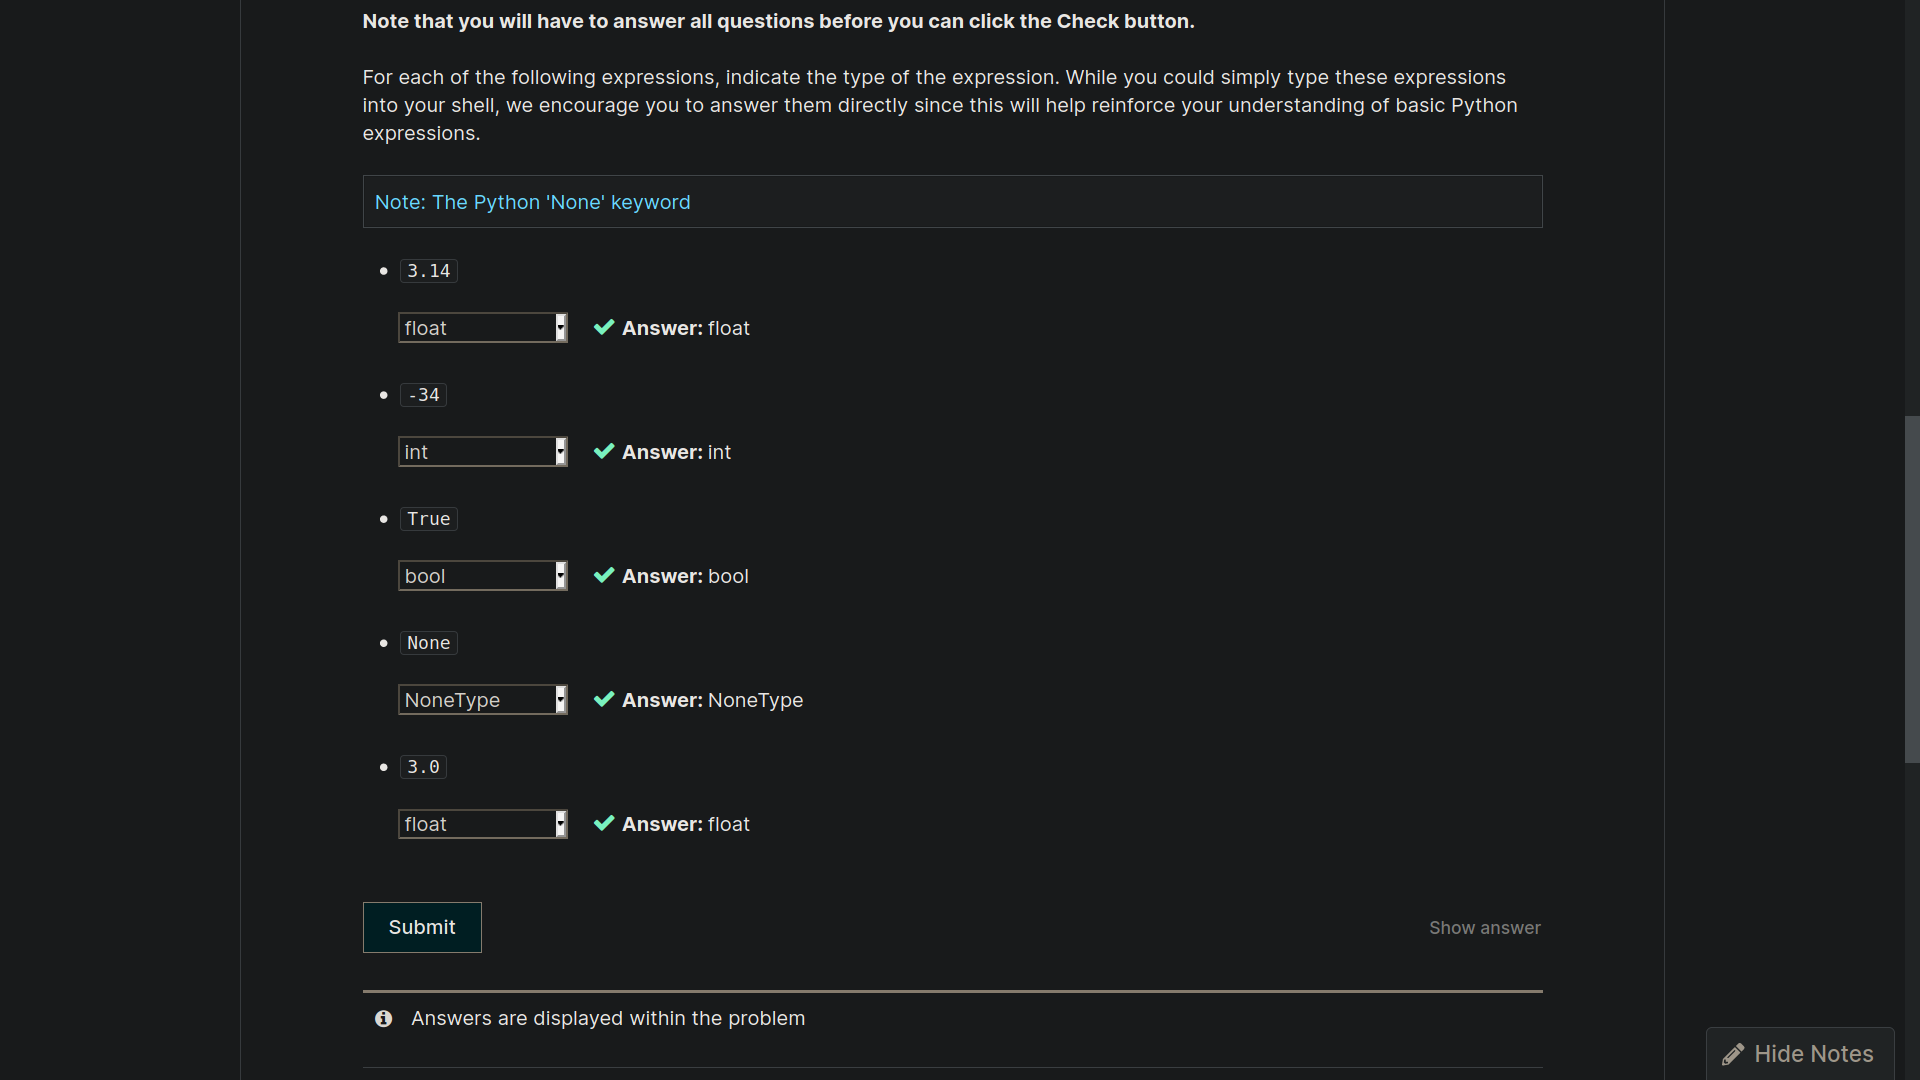 Note that you will have to answer all questions before you can click the Check button.
For each of the following expressions, indicate the type of the expression. While you could simply type these expressions
into your shell, we encourage you to answer them directly since this will help reinforce your understanding of basic Python
expressions.
Note: The Python 'None' keyword
3.14
float Answer: float
-34
int Answer: int
True
bool Answer: bool
None
NoneType Answer: NoneType
3.0
float Answer: float
Submit Show answer
Answers are displayed within the problem
Hide Notes